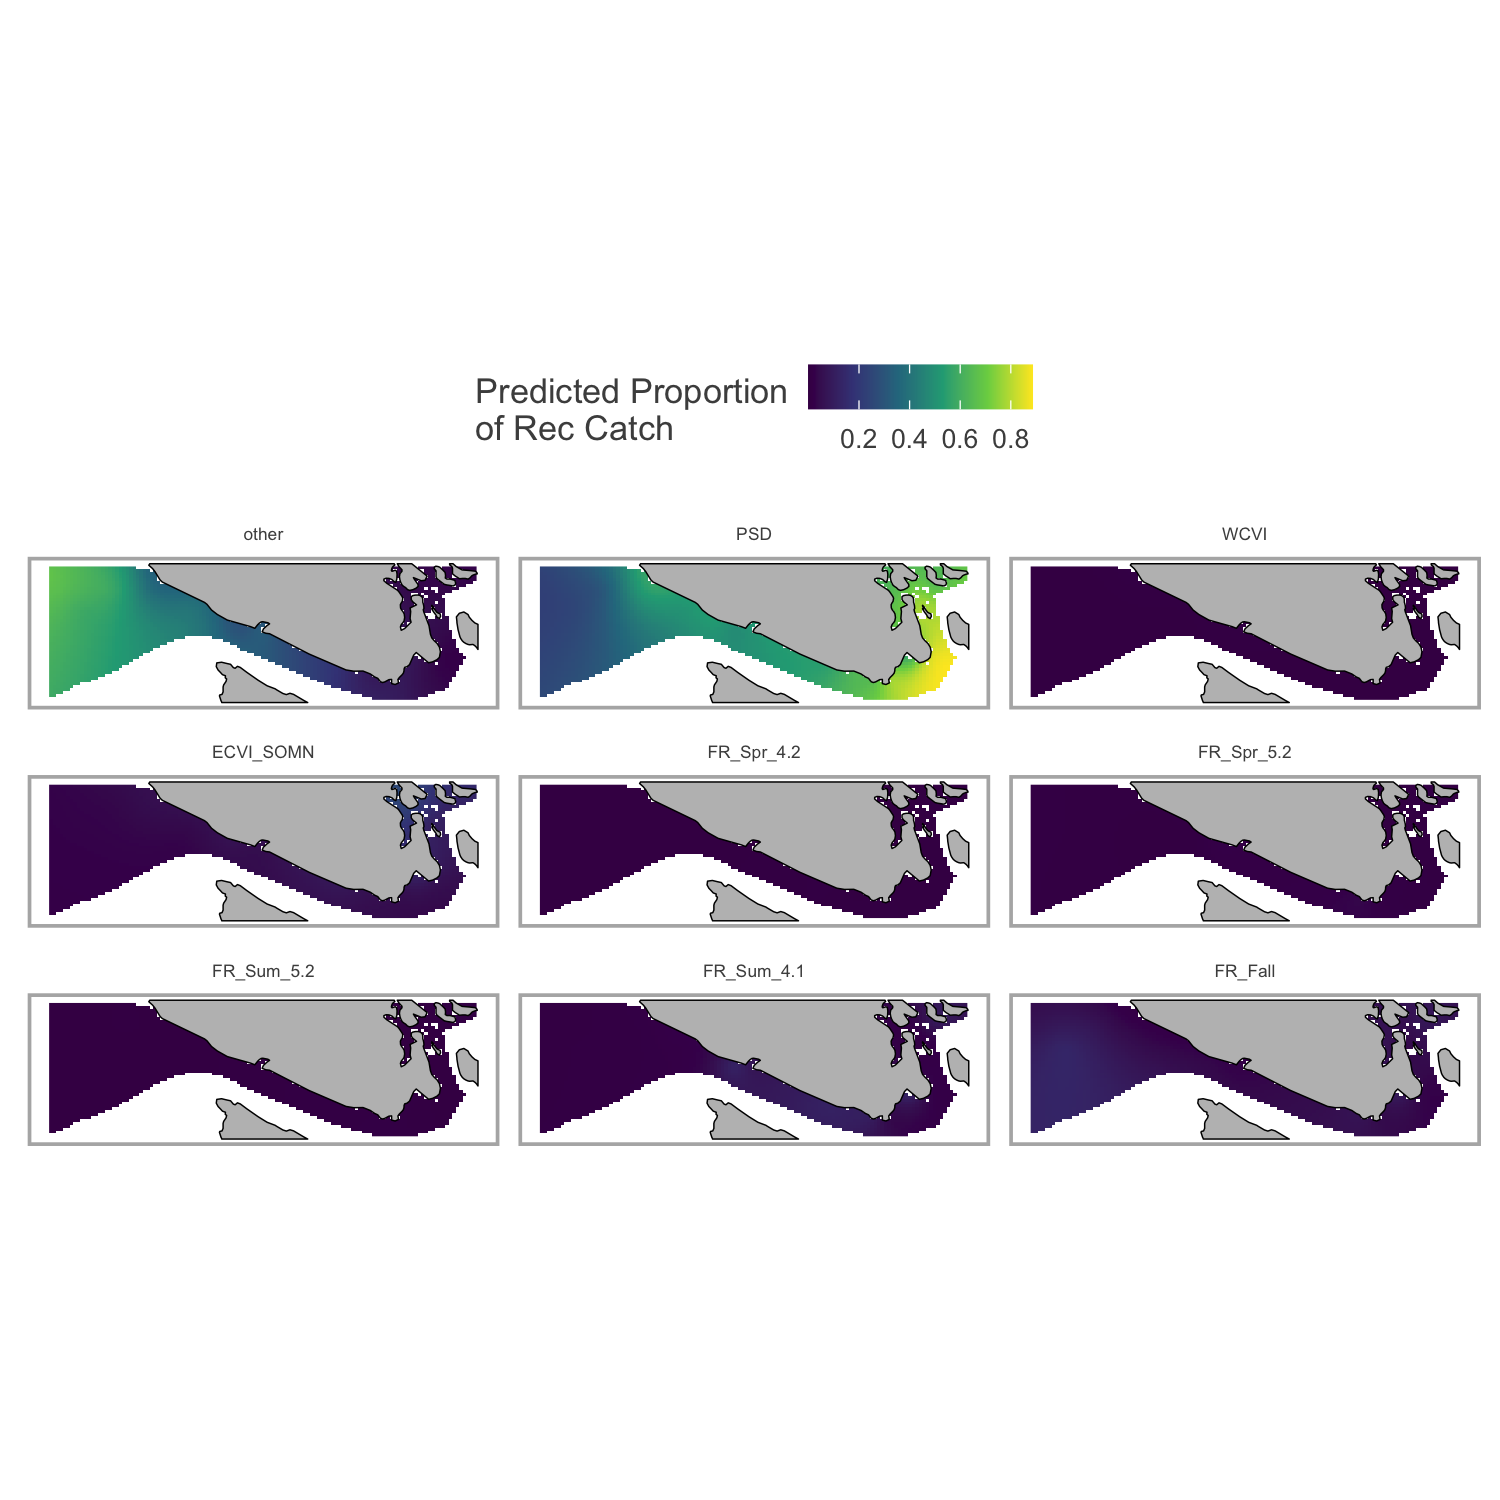 Predicted Proportion
of Rec Catch
0.2 0.4 0.6 0.8
other PSD WCVI
ECVI_SOMN FR_Spr_4.2 FR_Spr_5.2
FR_Sum_5.2 FR_Sum_4.1 FR_Fall